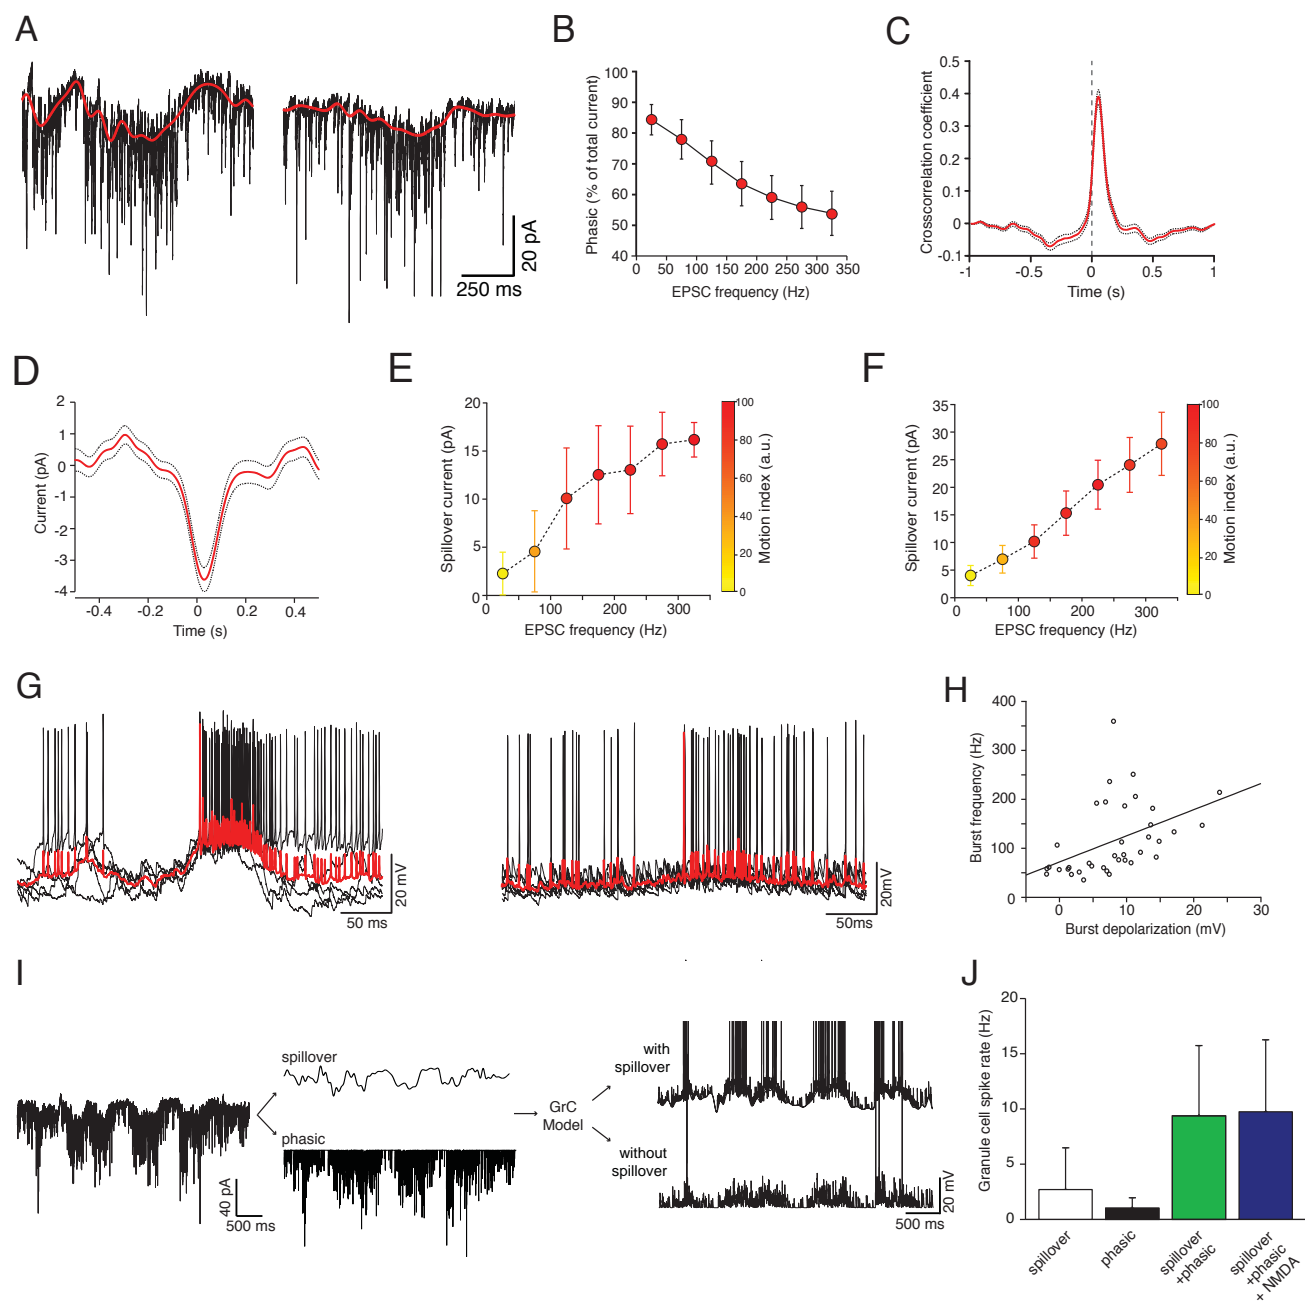 A
20 pA
250 ms
B
Phasic (% of total current)
100
90
80
70
60
50
40
0 50 100 150 200 250 300 350
EPSC frequency (Hz)
C
Crosscorrelation coefficient
0.5
0.4
0.3
0.2
0.1
0
-0.1
-1 -0.5 0 0.5 1
Time (s)
D
Current (pA)
2
1
0
-1
-2
-3
-4
-0.4 -0.2 0 0.2 0.4
Time (s)
E
Spillover current (pA)
20
15
10
5
0
0 100 200 300
EPSC frequency (Hz)
100
80
60
40
20
0
Motion index (a.u.)
F
Spillover current (pA)
35
30
25
20
15
10
5
0
0 100 200 300
EPSC frequency (Hz)
100
80
60
40
20
0
Motion index (a.u.)
G
20 mV
50 ms
20mV
50ms
H
Burst frequency (Hz)
400
300
200
100
0
0 10 20 30
Burst depolarization (mV)
I
40 pA
500 ms
spillover
phasic
GrC
Model
with
spillover
without
spillover
20 mV
500 ms
J
Granule cell spike rate (Hz)
20
15
10
5
0
spillover
phasic
spillover
+phasic
spillover
+phasic
+ NMDA